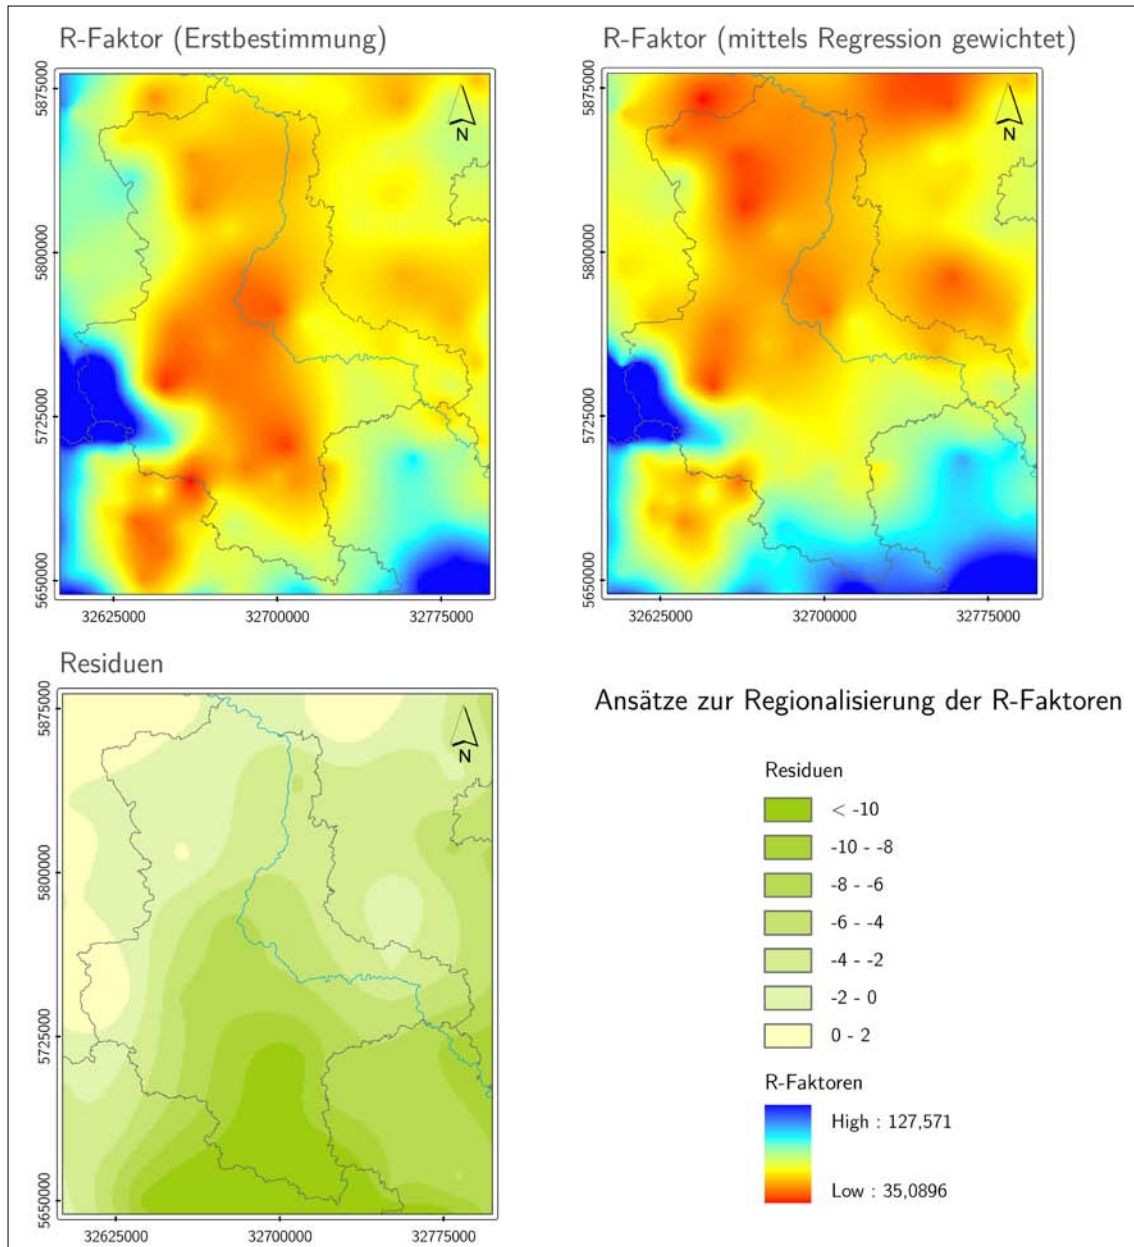 R-Faktor (Erstbestimmung)
N
5875000
5800000
5725000
5650000
32625000 32700000 32775000
R-Faktor (mittels Regression gewichtet)
N
5875000
5800000
5725000
5650000
32625000 32700000 32775000
Residuen
N
5875000
5800000
5725000
5650000
32625000 32700000 32775000
Ansätze zur Regionalisierung der R-Faktoren
Residuen
< -10
-10 - -8
-8 - -6
-6 - -4
-4 - -2
-2 - 0
0 - 2
R-Faktoren
High : 127,571
Low : 35,0896